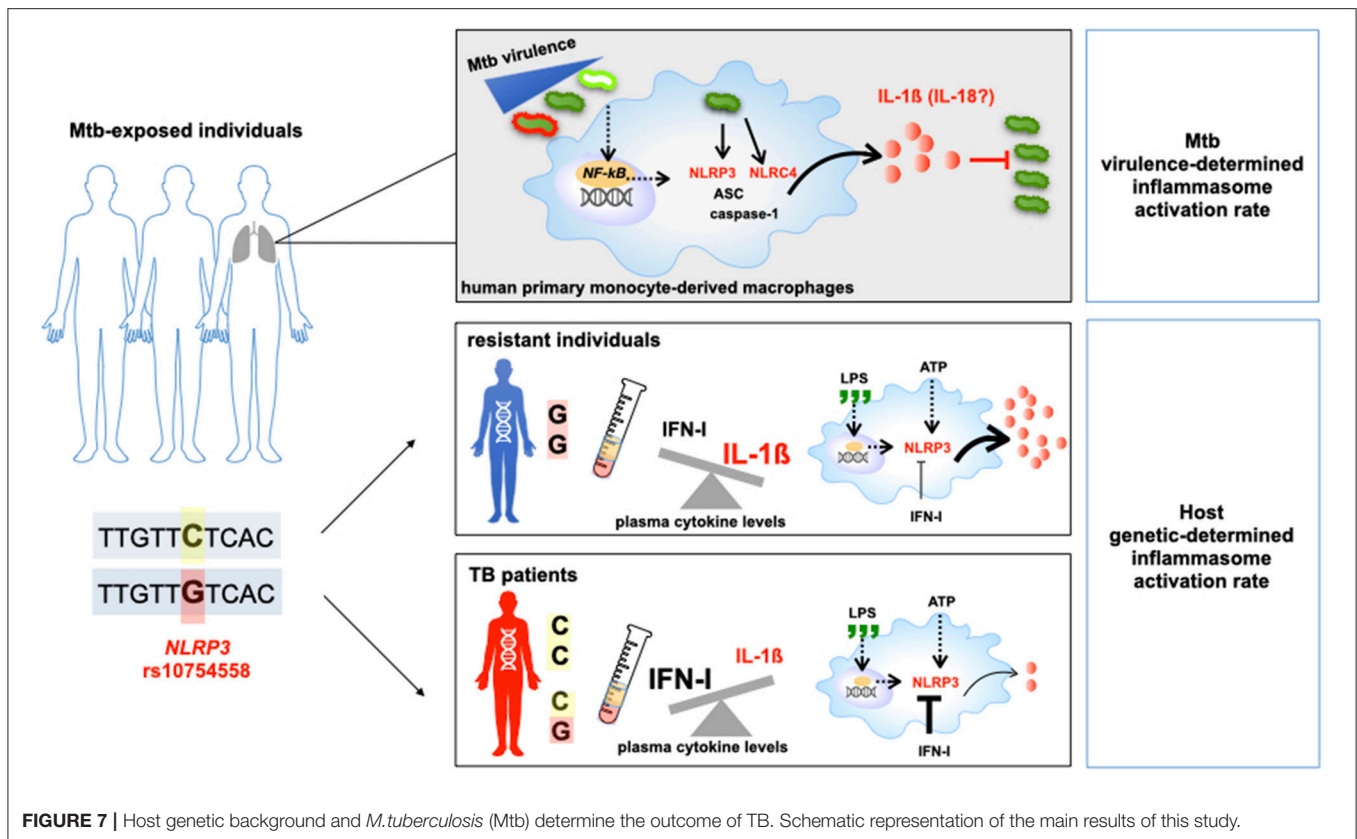 Mtb-exposed individuals
Mtb virulence
NF-kB
NLRP3
NLRC4
ASC
caspase-1
IL-1ß (IL-18?)
human primary monocyte-derived macrophages
Mtb
virulence-determined
inflammasome
activation rate
resistant individuals
G
G
IFN-I
IL-1ß
plasma cytokine levels
LPS
ATP
NLRP3
IFN-I
TTGTTCTCAC
TTGTTGTCAC
NLRP3
rs10754558
TB patients
C
C
C
G
IFN-I
IL-1ß
plasma cytokine levels
LPS
ATP
NLRP3
IFN-I
Host
genetic-determined
inflammasome
activation rate
FIGURE 7 | Host genetic background and M.tuberculosis (Mtb) determine the outcome of TB. Schematic representation of the main results of this study.